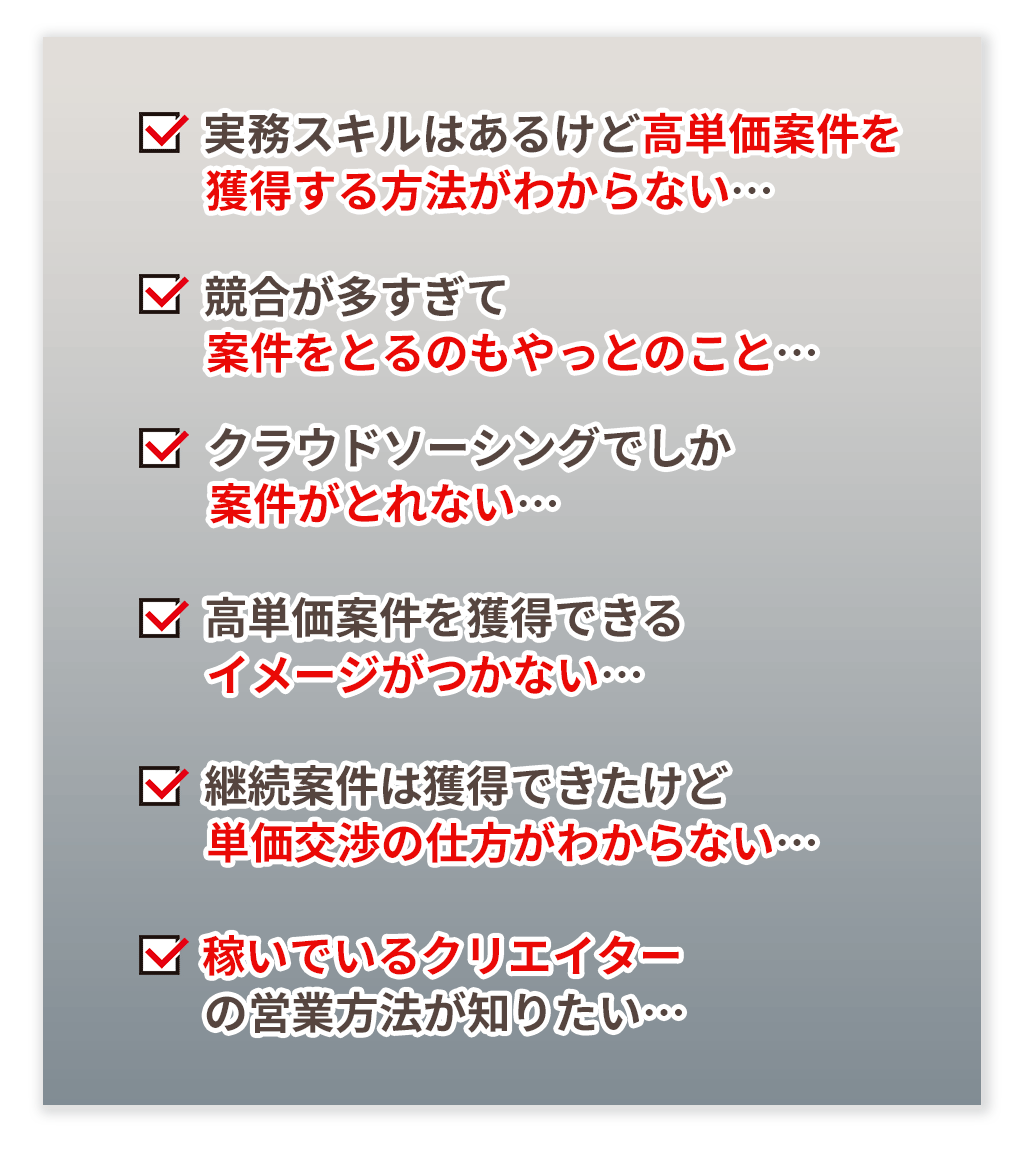 実務スキルはあるけど高単価案件を
獲得する方法がわからない…
競合が多すぎて
案件をとるのもやっとのこと…
クラウドソーシングでしか
案件がとれない…
高単価案件を獲得できる
イメージがつかない…
継続案件は獲得できたけど
単価交渉の仕方がわからない…
稼いでいるクリエイター
の営業方法が知りたい…